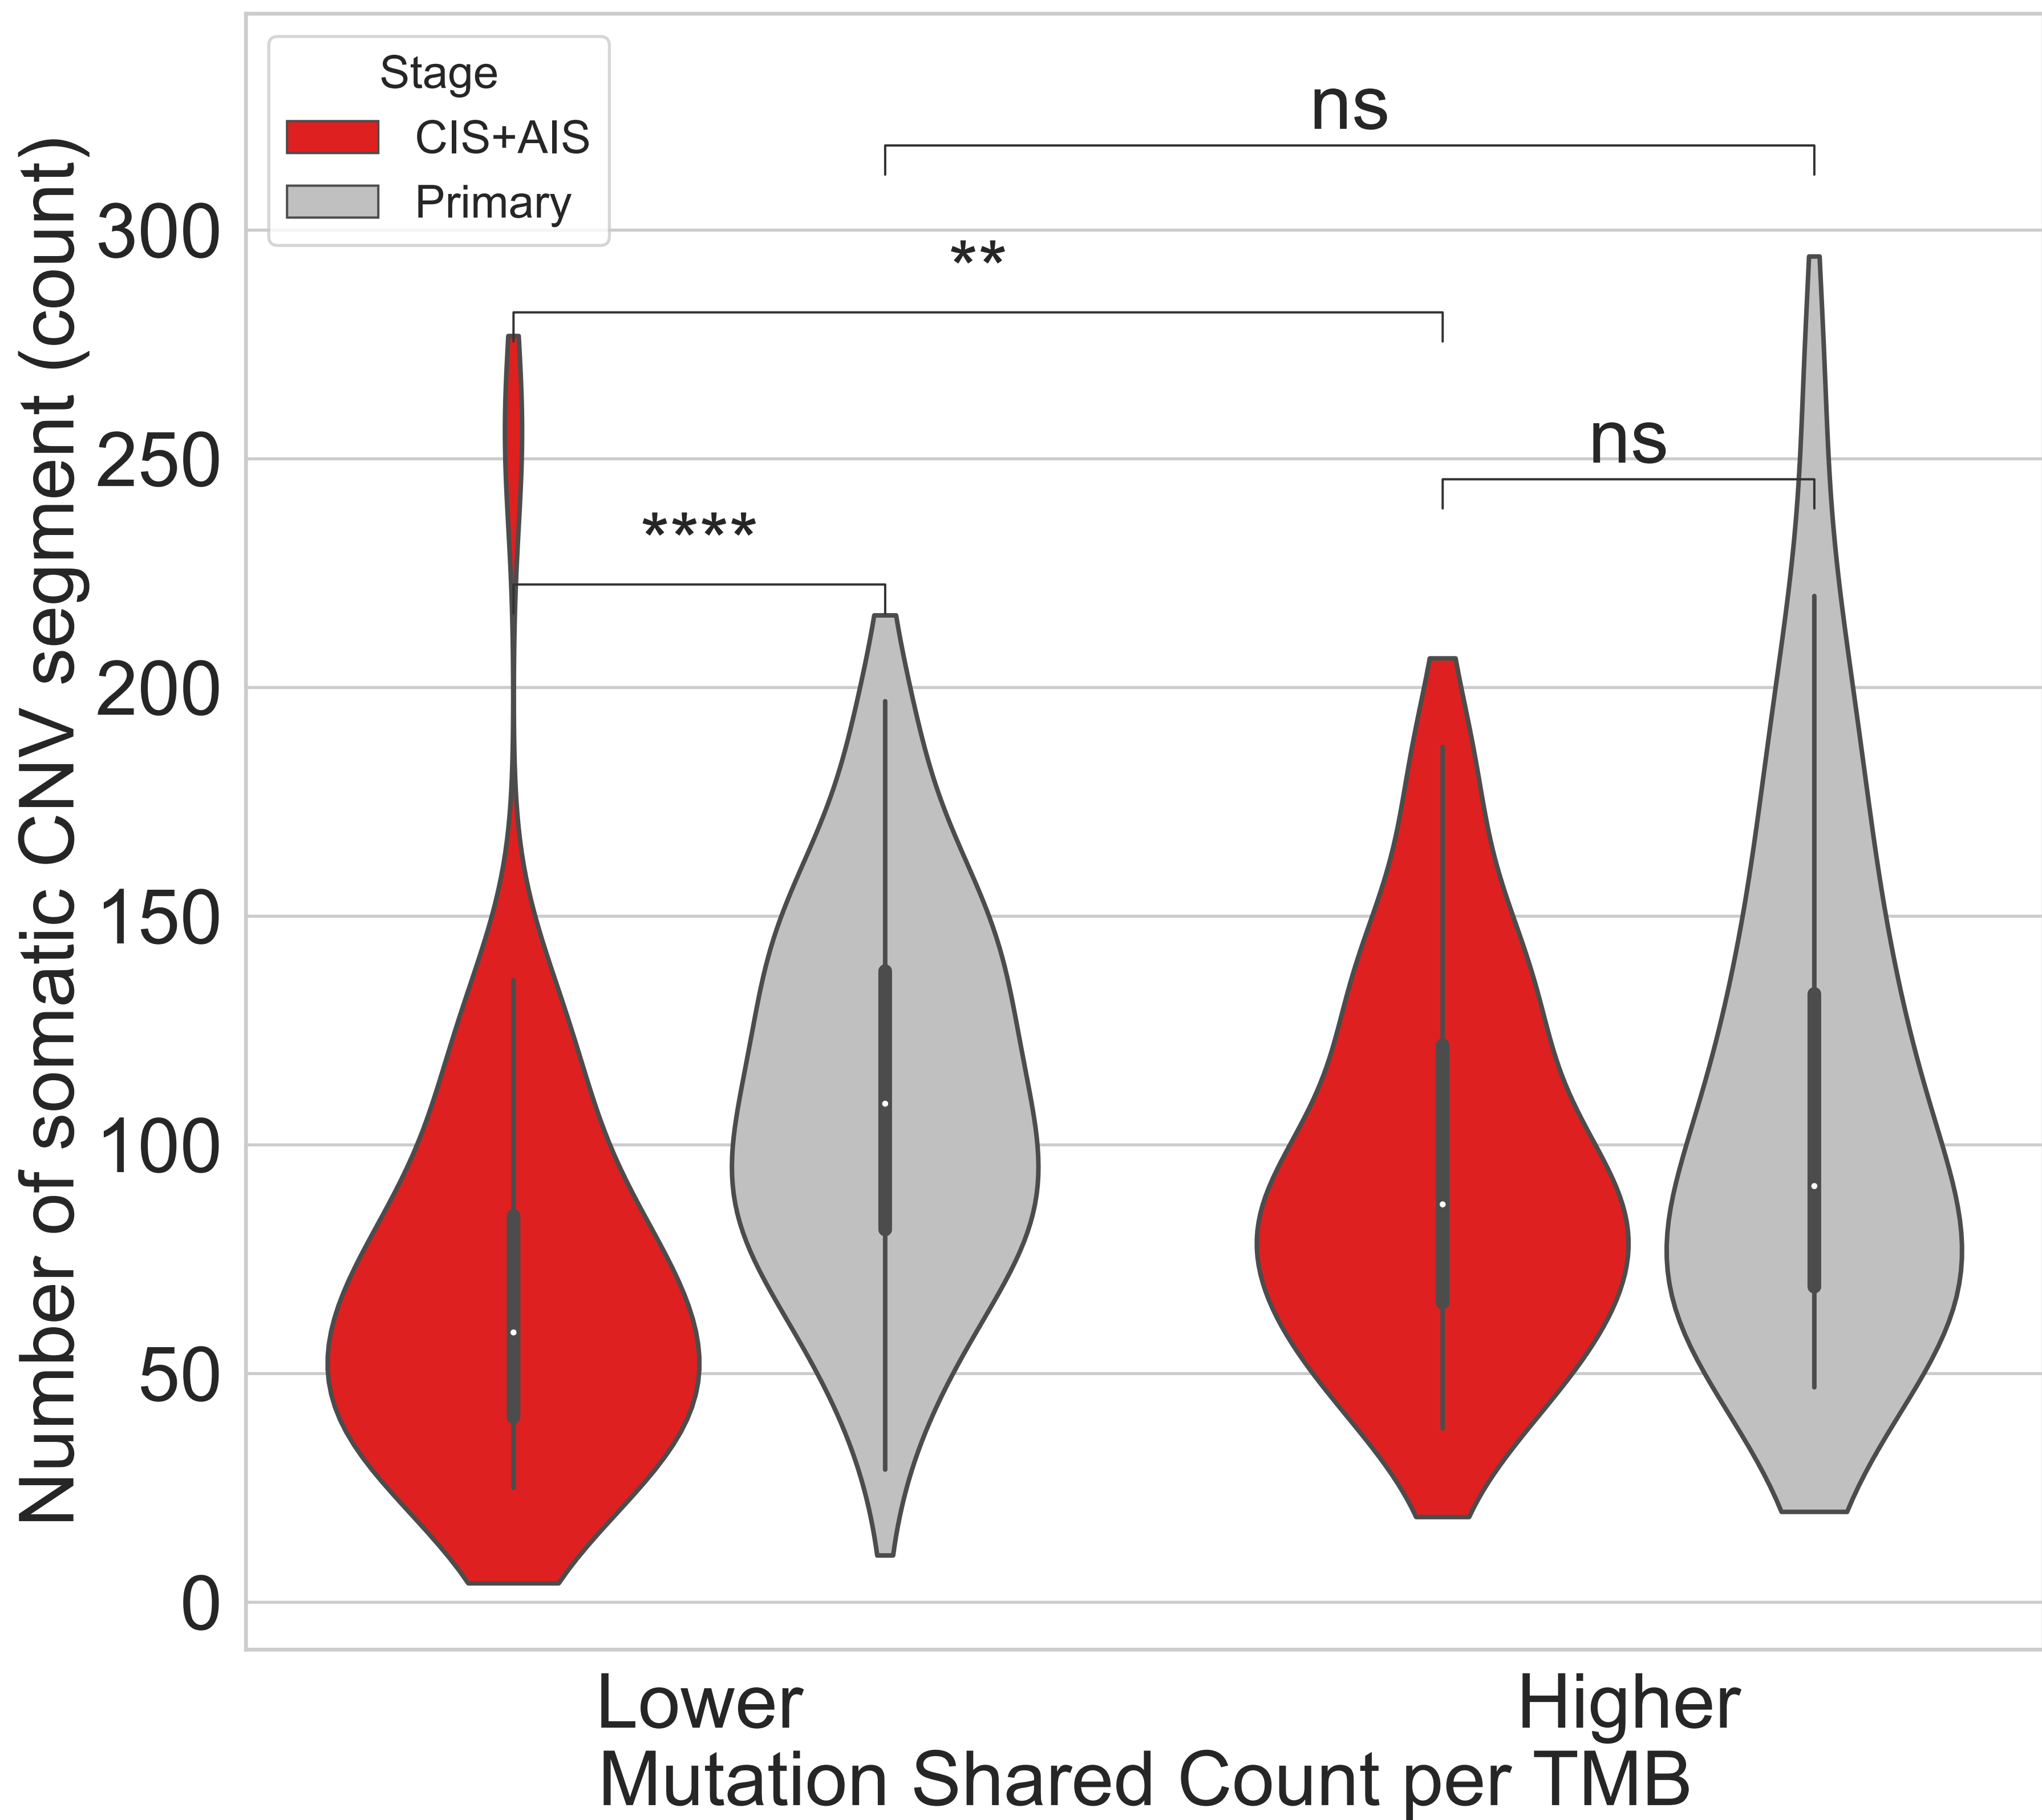 Stage
CIS+AIS
Primary
ns
**
ns
****
Number of somatic CNV segment (count)
300
250
200
150
100
50
0
Lower
Higher
Mutation Shared Count per TMB